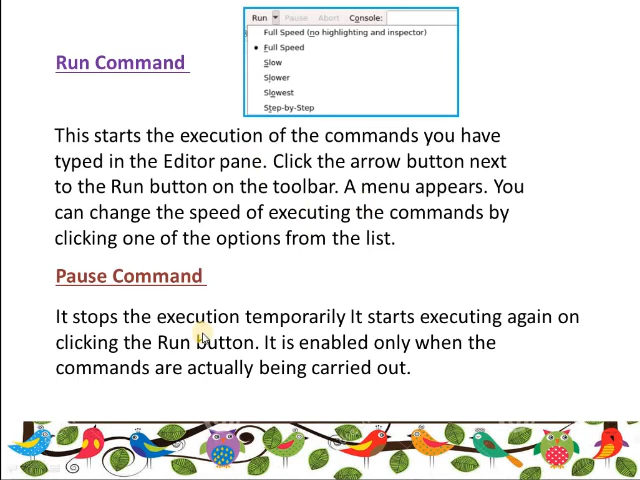 Run Pause Abort Console:
Full Speed (no highlighting and inspector)
Full Speed
Slow
Slower
Slowest
Step-by-Step
Run Command
This starts the execution of the commands you have
typed in the Editor pane. Click the arrow button next
to the Run button on the toolbar. A menu appears. You
can change the speed of executing the commands by
clicking one of the options from the list.
Pause Command
It stops the execution temporarily It starts executing again on
clicking the Run button. It is enabled only when the
commands are actually being carried out.